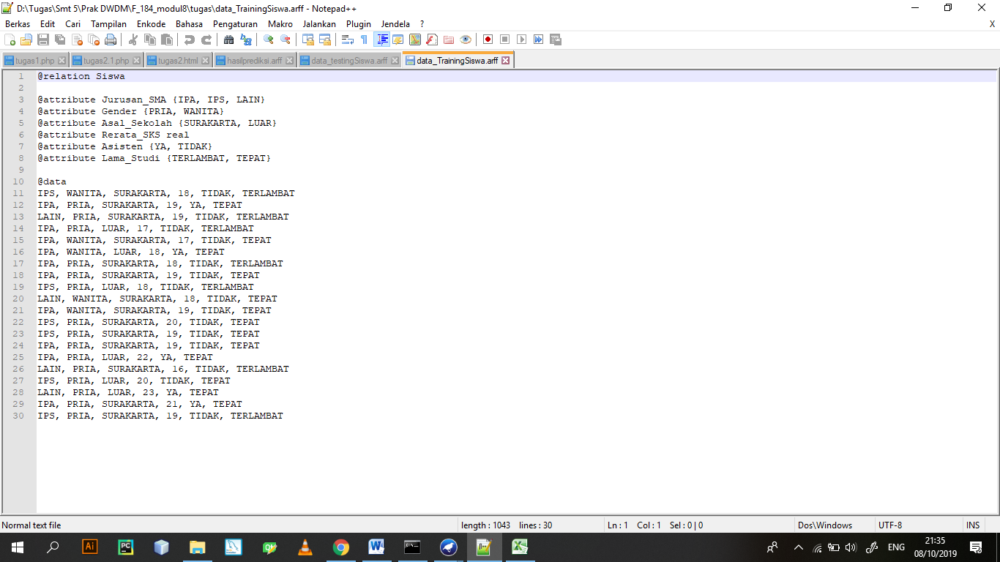 D:\Tugas\Smt 5\Prak DWDM\F_184_modul8\tugas\data_TrainingSiswa.arff - Notepad++
Berkas Edit Cari Tampilan Enkode Bahasa Pengaturan Makro Jalankan Plugin Jendela ? X
tugas1.php tugas2.1.php tugas2.html hasilprediksi.arff data_testingSiswa.arff data_TrainingSiswa.arff
1 @relation Siswa
2
3 @attribute Jurusan_SMA {IPA, IPS, LAIN}
4 @attribute Gender {PRIA, WANITA}
5 @attribute Asal_Sekolah {SURAKARTA, LUAR}
6 @attribute Rerata_SKS real
7 @attribute Asisten {YA, TIDAK}
8 @attribute Lama_Studi {TERLAMBAT, TEPAT}
9
10 @data
11 IPS, WANITA, SURAKARTA, 18, TIDAK, TERLAMBAT
12 IPA, PRIA, SURAKARTA, 19, YA, TEPAT
13 LAIN, PRIA, SURAKARTA, 19, TIDAK, TERLAMBAT
14 IPA, PRIA, LUAR, 17, TIDAK, TERLAMBAT
15 IPA, WANITA, SURAKARTA, 17, TIDAK, TEPAT
16 IPA, WANITA, LUAR, 18, YA, TEPAT
17 IPA, PRIA, SURAKARTA, 18, TIDAK, TERLAMBAT
18 IPA, PRIA, SURAKARTA, 19, TIDAK, TEPAT
19 IPS, PRIA, LUAR, 18, TIDAK, TERLAMBAT
20 LAIN, WANITA, SURAKARTA, 18, TIDAK, TEPAT
21 IPA, WANITA, SURAKARTA, 19, TIDAK, TEPAT
22 IPS, PRIA, SURAKARTA, 20, TIDAK, TEPAT
23 IPS, PRIA, SURAKARTA, 19, TIDAK, TEPAT
24 IPA, PRIA, SURAKARTA, 19, TIDAK, TEPAT
25 IPA, PRIA, LUAR, 22, YA, TEPAT
26 LAIN, PRIA, SURAKARTA, 16, TIDAK, TERLAMBAT
27 IPS, PRIA, LUAR, 20, TIDAK, TEPAT
28 LAIN, PRIA, LUAR, 23, YA, TEPAT
29 IPA, PRIA, SURAKARTA, 21, YA, TEPAT
30 IPS, PRIA, SURAKARTA, 19, TIDAK, TERLAMBAT
Normal text file length : 1043 lines : 30 Ln : 1 Col : 1 Sel : 0 | 0 Dos\Windows UTF-8 INS
Ai PC ENG 21:35
08/10/2019